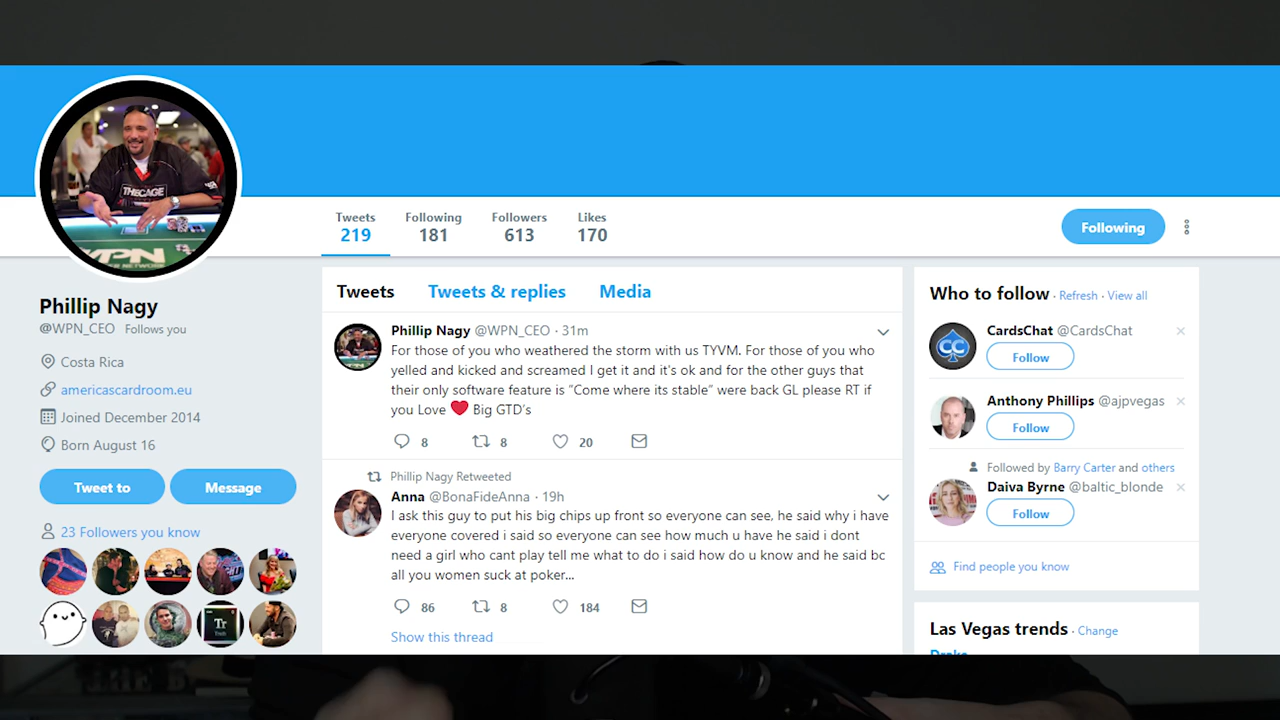 THECAGE
WPN
Tweets
219
Following
181
Followers
613
Likes
170
Following
Phillip Nagy
@WPN_CEO Follows you
Costa Rica
americascardroom.eu
Joined December 2014
Born August 16
Tweet to
Message
23 Followers you know
Tr
Tweets Tweets & replies Media
Phillip Nagy @WPN_CEO · 31m
For those of you who weathered the storm with us TYVM. For those of you who
yelled and kicked and screamed I get it and it's ok and for the other guys that
their only software feature is “Come where its stable” were back GL please RT if
you Love ❤ Big GTD’s
8 8 20
Phillip Nagy Retweeted
Anna @BonaFideAnna · 19h
I ask this guy to put his big chips up front so everyone can see, he said why i have
everyone covered i said so everyone can see how much u have he said i dont
need a girl who cant play tell me what to do i said how do u know and he said bc
all you women suck at poker...
86 8 184
Show this thread
Who to follow · Refresh · View all
CardsChat @CardsChat
Follow
Anthony Phillips @ajpvegas
Follow
Followed by Barry Carter and others
Daiva Byrne @baltic_blonde
Follow
Find people you know
Las Vegas trends · Change